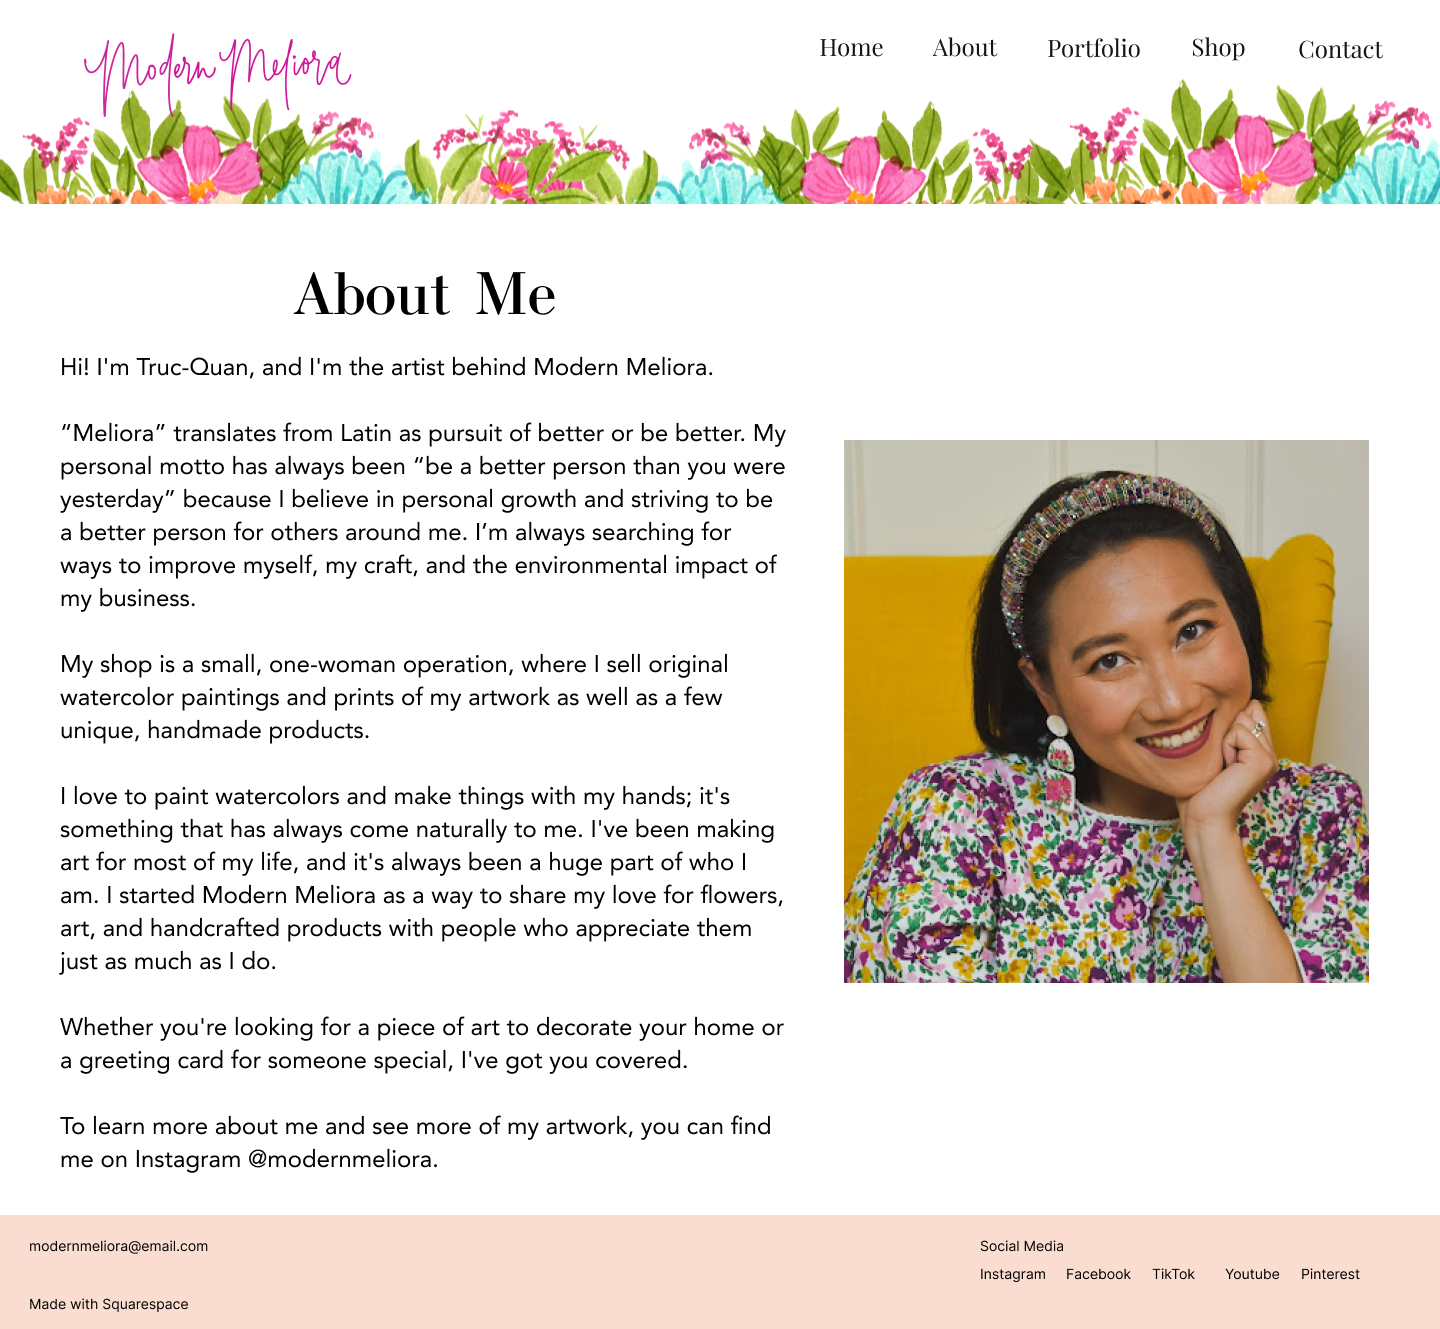 Modern Meliora
Home About Portfolio Shop Contact
About Me
Hi! I'm Truc-Quan, and I'm the artist behind Modern Meliora.
“Meliora” translates from Latin as pursuit of better or be better. My
personal motto has always been “be a better person than you were
yesterday” because I believe in personal growth and striving to be
a better person for others around me. I’m always searching for
ways to improve myself, my craft, and the environmental impact of
my business.
My shop is a small, one-woman operation, where I sell original
watercolor paintings and prints of my artwork as well as a few
unique, handmade products.
I love to paint watercolors and make things with my hands; it's
something that has always come naturally to me. I've been making
art for most of my life, and it's always been a huge part of who I
am. I started Modern Meliora as a way to share my love for flowers,
art, and handcrafted products with people who appreciate them
just as much as I do.
Whether you're looking for a piece of art to decorate your home or
a greeting card for someone special, I've got you covered.
To learn more about me and see more of my artwork, you can find
me on Instagram @modernmeliora.
modernmeliora@email.com
Made with Squarespace
Social Media
Instagram Facebook TikTok Youtube Pinterest